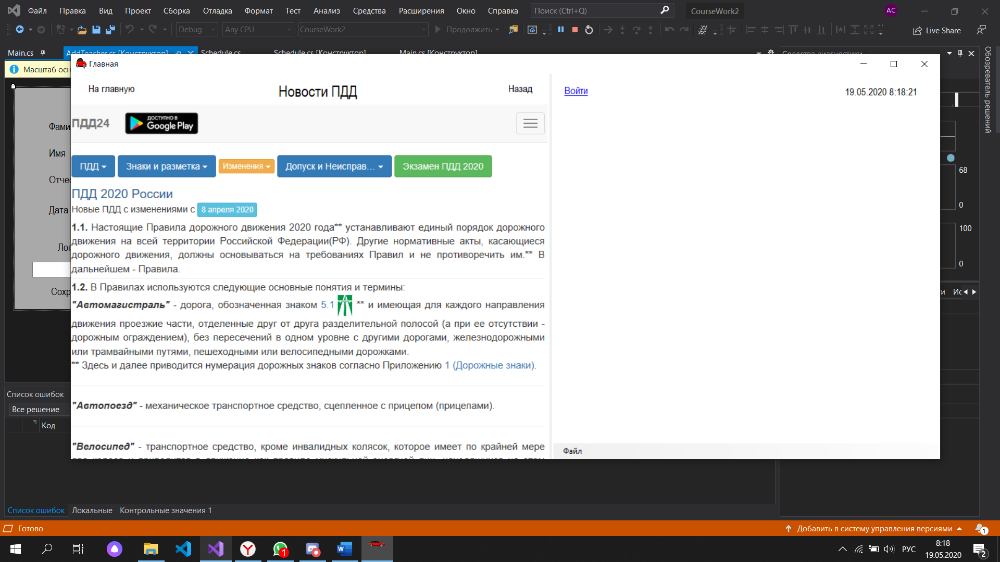 Файл Правка Вид Проект Сборка Отладка Формат Тест Анализ Средства Расширения Окно Справка Поиск (Ctrl+Q) CourseWork2 AC
Debug Any CPU CourseWork2 Продолжить Live Share
Main.cs AddTeacher.cs [Конструктор] Schedule.cs Schedule.cs [Конструктор] Main.cs [Конструктор] Средства диагностики
Обозреватель решений
Масштаб осн
Главная
На главную Новости ПДД Назад Войти 19.05.2020 8:18:21
ПДД24 ДОСТУПНО В Google Play
Фами
Имя
Отчес
Дата
Лог
Сохр
ПДД Знаки и разметка Изменения Допуск и Неисправ... Экзамен ПДД 2020
68
0
100
0
ПДД 2020 России
Новые ПДД с изменениями с 8 апреля 2020
1.1. Настоящие Правила дорожного движения 2020 года** устанавливают единый порядок дорожного
движения на всей территории Российской Федерации(РФ). Другие нормативные акты, касающиеся
дорожного движения, должны основываться на требованиях Правил и не противоречить им.** В
дальнейшем - Правила.
1.2. В Правилах используются следующие основные понятия и термины:
"Автомагистраль" - дорога, обозначенная знаком 5.1 ** и имеющая для каждого направления
движения проезжие части, отделенные друг от друга разделительной полосой (а при ее отсутствии -
дорожным ограждением), без пересечений в одном уровне с другими дорогами, железнодорожными
или трамвайными путями, пешеходными или велосипедными дорожками.
** Здесь и далее приводится нумерация дорожных знаков согласно Приложению 1 (Дорожные знаки).
"Автопоезд" - механическое транспортное средство, сцепленное с прицепом (прицепами).
"Велосипед" - транспортное средство, кроме инвалидных колясок, которое имеет по крайней мере
Файл
Список ошибок
Все решение
Код
Список ошибок Локальные Контрольные значения 1
Готово Добавить в систему управления версиями 1
1 РУС 8:18
19.05.2020 2